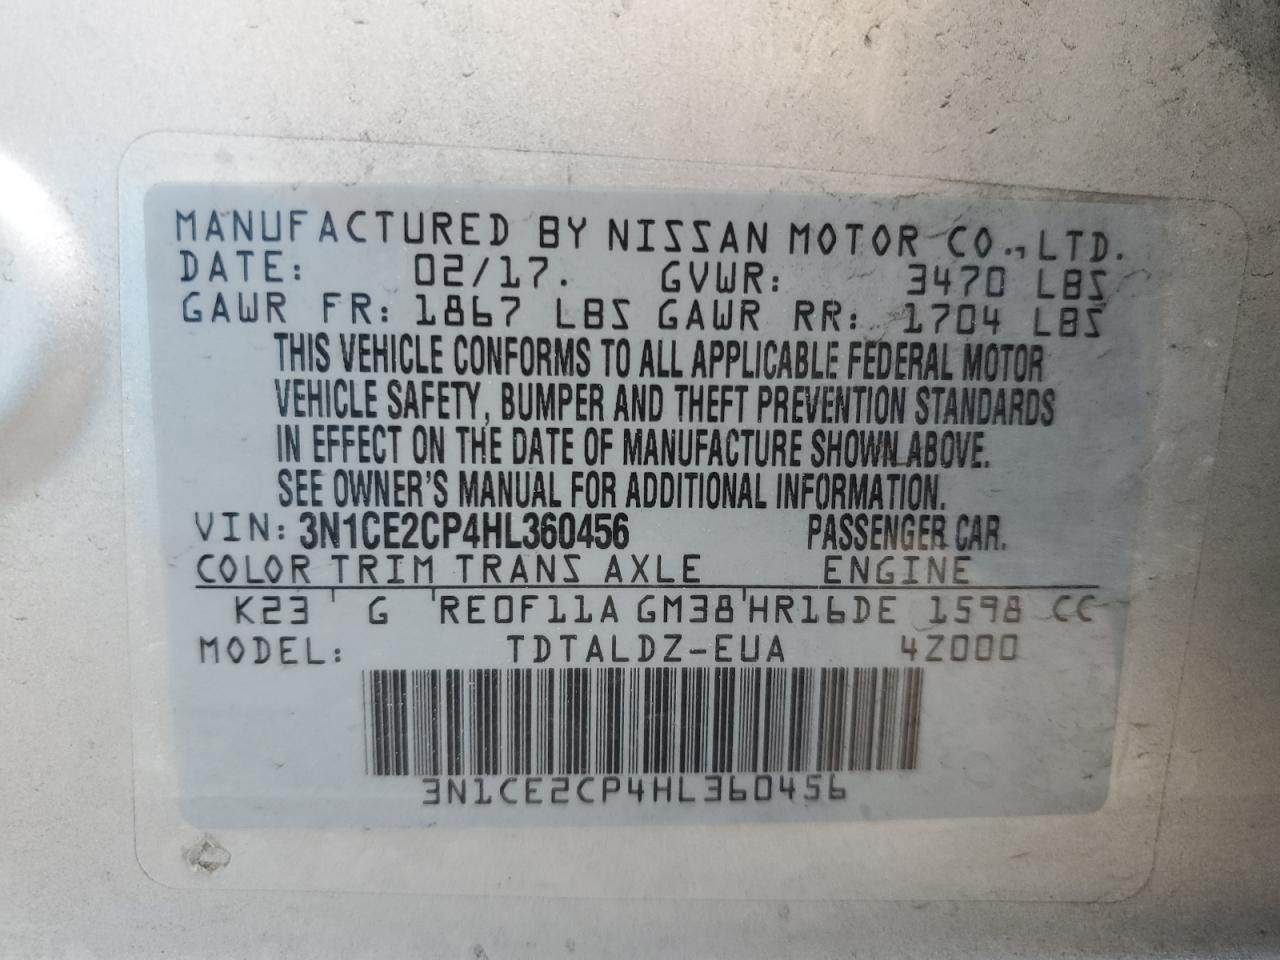 MANUFACTURED BY NISSAN MOTOR CO., LTD.
DATE: 02/17. GVWR: 3470 LBS
GAWR FR: 1867 LBS GAWR RR: 1704 LBS
THIS VEHICLE CONFORMS TO ALL APPLICABLE FEDERAL MOTOR
VEHICLE SAFETY, BUMPER AND THEFT PREVENTION STANDARDS
IN EFFECT ON THE DATE OF MANUFACTURE SHOWN ABOVE.
SEE OWNER'S MANUAL FOR ADDITIONAL INFORMATION.
VIN: 3N1CE2CP4HL360456 PASSENGER CAR.
COLOR TRIM TRANS AXLE ENGINE
K23 G RE0F11A GM38 HR16DE 1598 CC
MODEL: TDTALDZ-EUA 4Z000
3N1CE2CP4HL360456